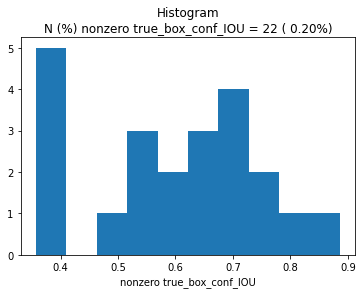 Histogram
N (%) nonzero true_box_conf_IOU = 22 ( 0.20%)
5
4
3
2
1
0
0.4 0.5 0.6 0.7 0.8 0.9
nonzero true_box_conf_IOU